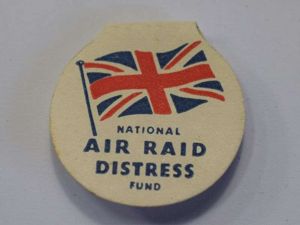 NATIONAL
AIR RAID
DISTRESS
FUND